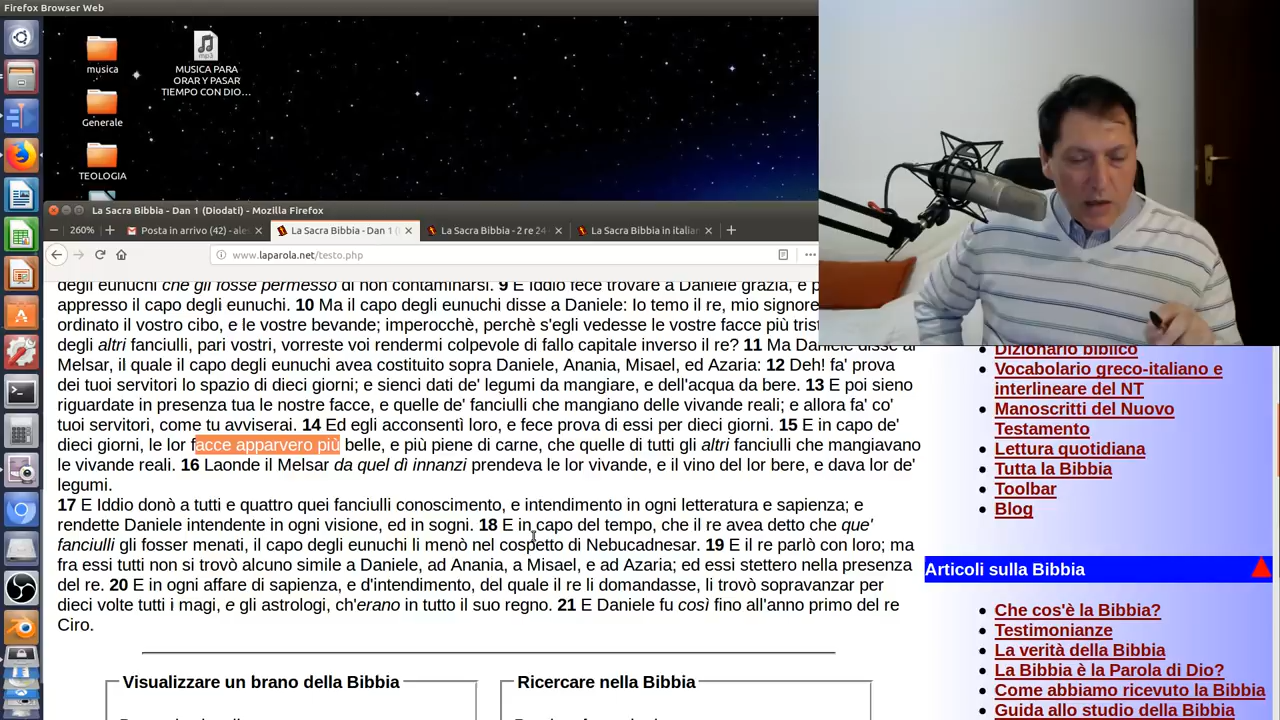 Firefox Browser Web
musica
MUSICA PARA
ORAR Y PASAR
TIEMPO CON DIO…
mp3
Generale
TEOLOGIA
La Sacra Bibbia - Dan 1 (Diodati) - Mozilla Firefox
260%
Posta in arrivo (42) - ale
La Sacra Bibbia - Dan 1 (
La Sacra Bibbia - 2 re 24
La Sacra Bibbia in italian
www.laparola.net/testo.php
degli eunuchi che gli fosse permesso di non contaminarsi. 9 E Iddio fece trovare a Daniele grazia, e p
appresso il capo degli eunuchi. 10 Ma il capo degli eunuchi disse a Daniele: Io temo il re, mio signore
ordinato il vostro cibo, e le vostre bevande; imperocchè, perchè s'egli vedesse le vostre facce più trist
degli altri fanciulli, pari vostri, vorreste voi rendermi colpevole di fallo capitale inverso il re? 11 Ma Daniele disse al
Melsar, il quale il capo degli eunuchi avea costituito sopra Daniele, Anania, Misael, ed Azaria: 12 Deh! fa' prova
dei tuoi servitori lo spazio di dieci giorni; e sienci dati de' legumi da mangiare, e dell'acqua da bere. 13 E poi sieno
riguardate in presenza tua le nostre facce, e quelle de' fanciulli che mangiano delle vivande reali; e allora fa' co'
tuoi servitori, come tu avviserai. 14 Ed egli acconsentì loro, e fece prova di essi per dieci giorni. 15 E in capo de'
dieci giorni, le lor facce apparvero più belle, e più piene di carne, che quelle di tutti gli altri fanciulli che mangiavano
le vivande reali. 16 Laonde il Melsar da quel dì innanzi prendeva le lor vivande, e il vino del lor bere, e dava lor de'
legumi.
17 E Iddio donò a tutti e quattro quei fanciulli conoscimento, e intendimento in ogni letteratura e sapienza; e
rendette Daniele intendente in ogni visione, ed in sogni. 18 E in capo del tempo, che il re avea detto che que'
fanciulli gli fosser menati, il capo degli eunuchi li menò nel cospetto di Nebucadnesar. 19 E il re parlò con loro; ma
fra essi tutti non si trovò alcuno simile a Daniele, ad Anania, a Misael, e ad Azaria; ed essi stettero nella presenza
del re. 20 E in ogni affare di sapienza, e d'intendimento, del quale il re li domandasse, li trovò sopravanzar per
dieci volte tutti i magi, e gli astrologi, ch'erano in tutto il suo regno. 21 E Daniele fu così fino all'anno primo del re
Ciro.
Visualizzare un brano della Bibbia
Ricercare nella Bibbia
Dizionario biblico
Vocabolario greco-italiano e
interlineare del NT
Manoscritti del Nuovo
Testamento
Lettura quotidiana
Tutta la Bibbia
Toolbar
Blog
Articoli sulla Bibbia
Che cos'è la Bibbia?
Testimonianze
La verità della Bibbia
La Bibbia è la Parola di Dio?
Come abbiamo ricevuto la Bibbia
Guida allo studio della Bibbia